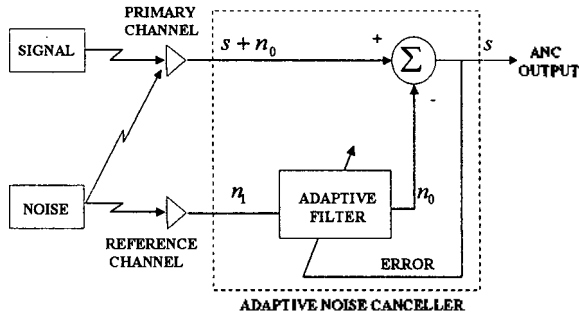 PRIMARY
CHANNEL
SIGNAL
s + n₀
+
Σ
s
ANC
OUTPUT
-
NOISE
n₁
ADAPTIVE
FILTER
n₀
REFERENCE
CHANNEL
ERROR
ADAPTIVE NOISE CANCELLER